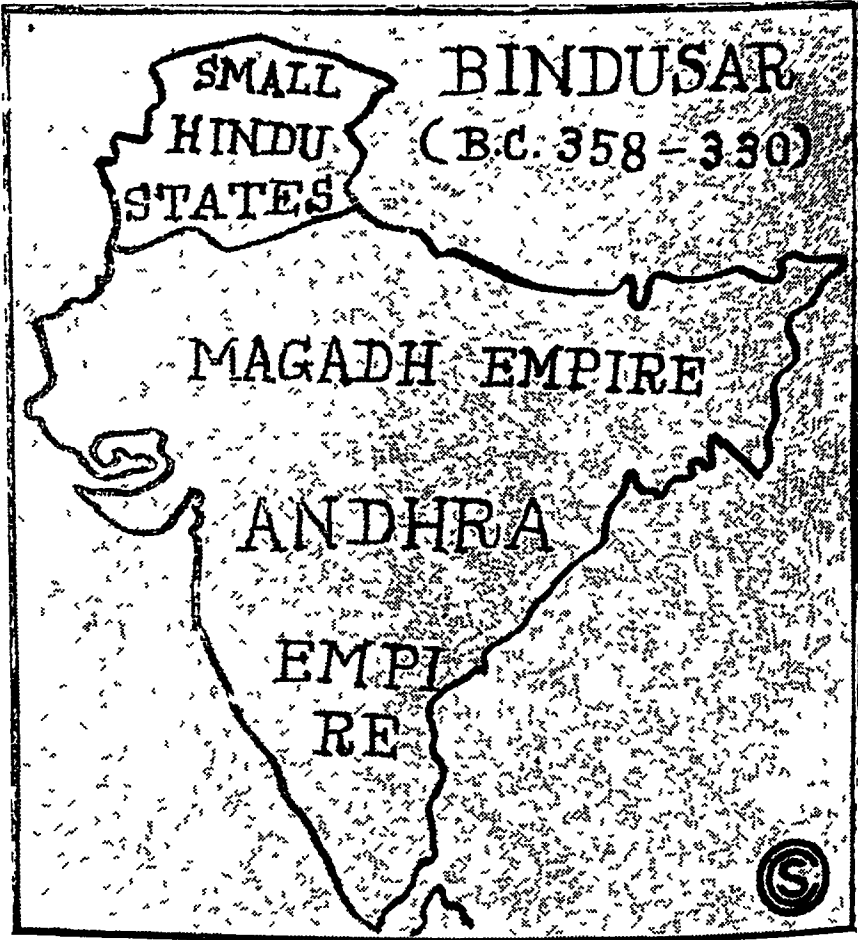 SMALL
HINDU
STATES
BINDUSAR
(B.C. 358-330)
MAGADH EMPIRE
ANDHRA
EMPI
RE
S